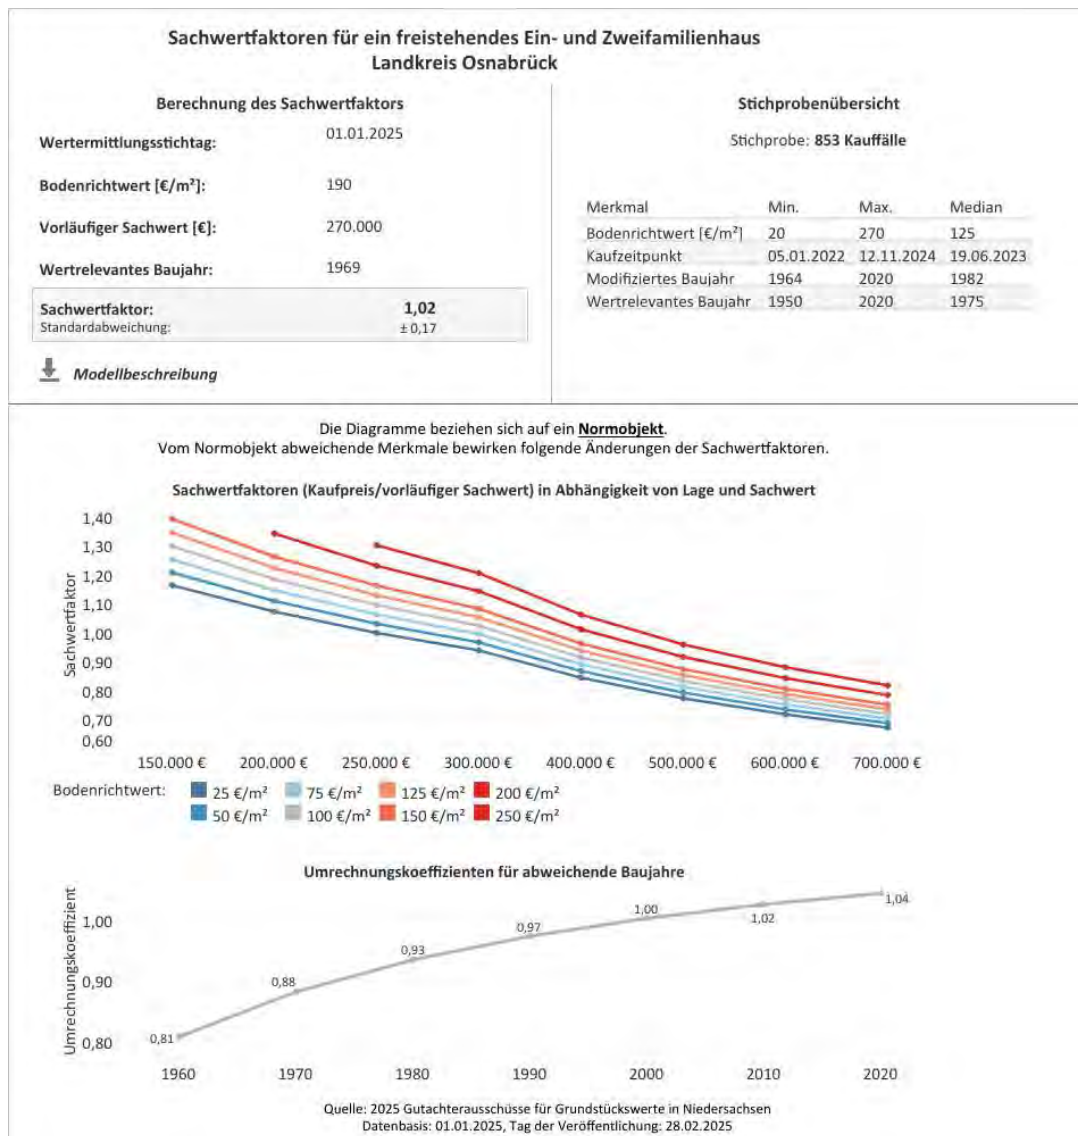 Sachwertfaktoren für ein freistehendes Ein- und Zweifamilienhaus
Landkreis Osnabrück
Berechnung des Sachwertfaktors
Wertermittlungsstichtag: 01.01.2025
Bodenrichtwert [€/m²]: 190
Vorläufiger Sachwert [€]: 270.000
Wertrelevantes Baujahr: 1969
Sachwertfaktor: 1,02
Standardabweichung: ± 0,17
Modellbeschreibung
Stichprobenübersicht
Stichprobe: 853 Kauffälle
Merkmal Min. Max. Median
Bodenrichtwert [€/m²] 20 270 125
Kaufzeitpunkt 05.01.2022 12.11.2024 19.06.2023
Modifiziertes Baujahr 1964 2020 1982
Wertrelevantes Baujahr 1950 2020 1975
Die Diagramme beziehen sich auf ein Normobjekt.
Vom Normobjekt abweichende Merkmale bewirken folgende Änderungen der Sachwertfaktoren.
Sachwertfaktoren (Kaufpreis/vorläufiger Sachwert) in Abhängigkeit von Lage und Sachwert
Sachwertfaktor
1,40
1,30
1,20
1,10
1,00
0,90
0,80
0,70
0,60
150.000 € 200.000 € 250.000 € 300.000 € 400.000 € 500.000 € 600.000 € 700.000 €
Bodenrichtwert: 25 €/m² 75 €/m² 125 €/m² 200 €/m²
50 €/m² 100 €/m² 150 €/m² 250 €/m²
Umrechnungskoeffizienten für abweichende Baujahre
Umrechnungskoeffizient
1,00
0,90
0,80
0,81
0,88
0,93
0,97
1,00
1,02
1,04
1960 1970 1980 1990 2000 2010 2020
Quelle: 2025 Gutachterausschüsse für Grundstückswerte in Niedersachsen
Datenbasis: 01.01.2025, Tag der Veröffentlichung: 28.02.2025